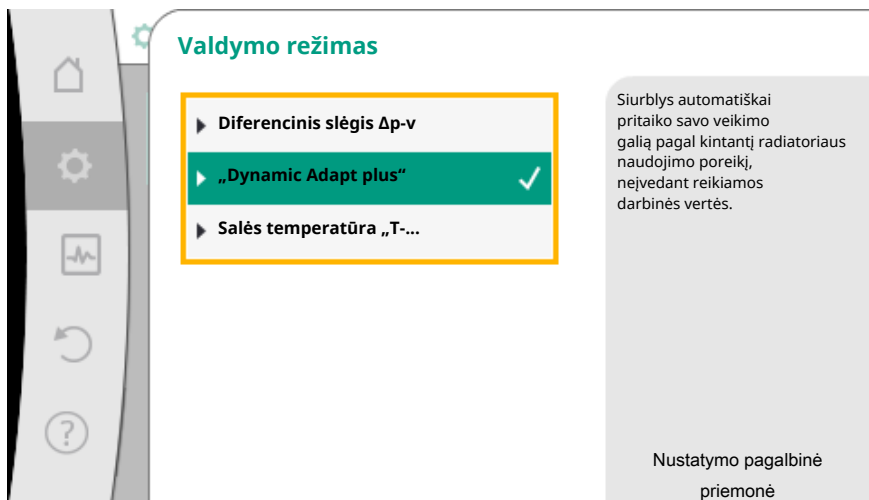 Valdymo režimas
Diferencinis slėgis Δp-v
„Dynamic Adapt plus“
Salės temperatūra „T-...
Siurblys automatiškai
pritaiko savo veikimo
galią pagal kintantį radiatoriaus
naudojimo poreikį,
neįvedant reikiamos
darbinės vertės.
Nustatymo pagalbinė
priemonė